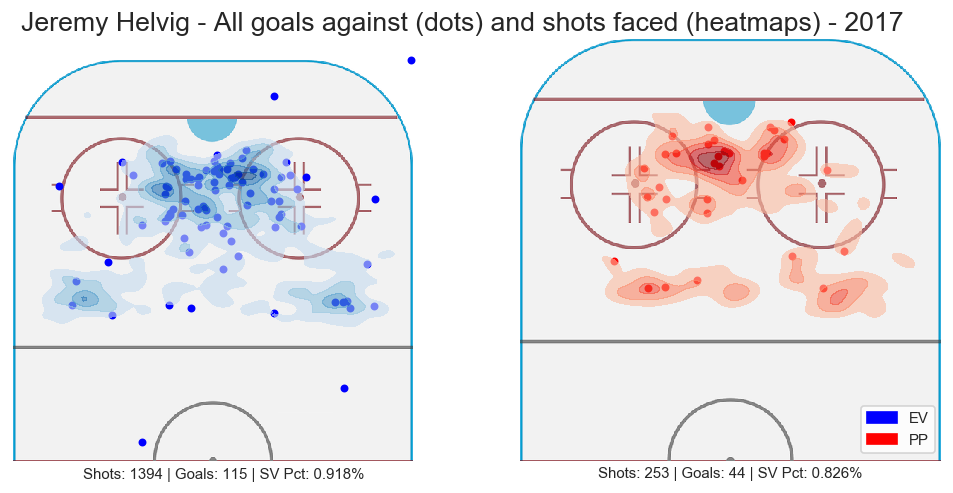 Jeremy Helvig - All goals against (dots) and shots faced (heatmaps) - 2017
EV
PP
Shots: 1394 | Goals: 115 | SV Pct: 0.918%
Shots: 253 | Goals: 44 | SV Pct: 0.826%